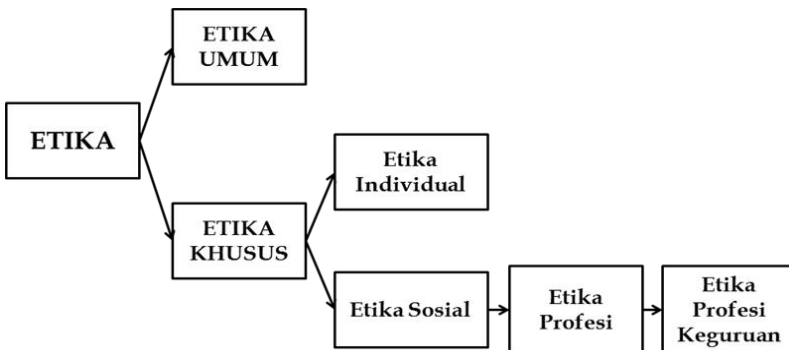 ETIKA
UMUM
ETIKA
Etika
Individual
ETIKA
KHUSUS
Etika Sosial
Etika
Profesi
Etika
Profesi
Keguruan